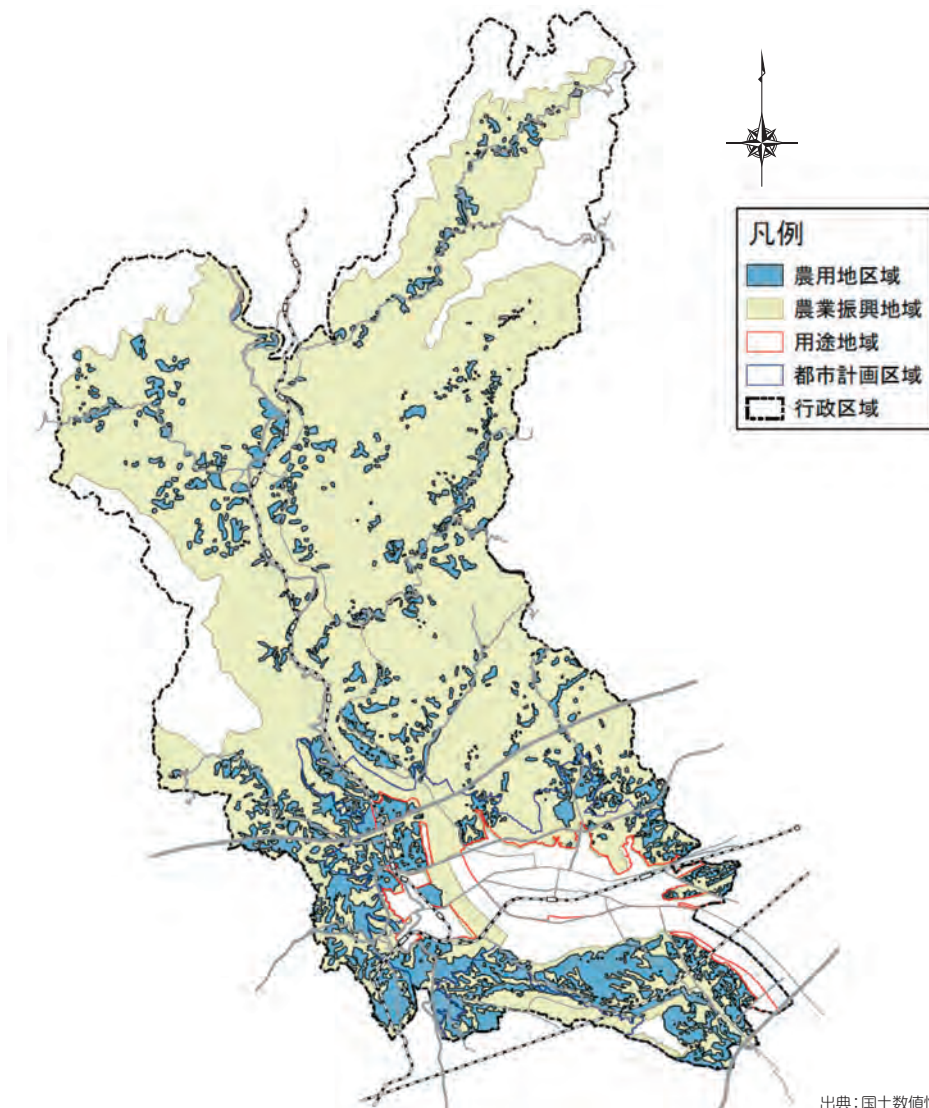 凡例
農用地区域
農業振興地域
用途地域
都市計画区域
行政区域
出典：国土数値